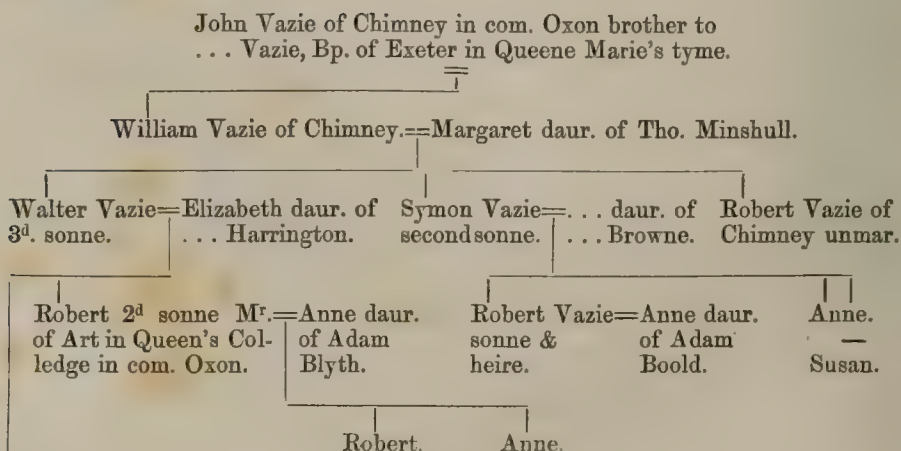 John Vazie of Chimney in com. Oxon brother to
... Vazie, Bp. of Exeter in Queene Marie's tyme.
William Vazie of Chimney.==Margaret daur. of Tho. Minshull.
Walter Vazie=Elizabeth daur. of Symon Vazie=... daur. of Robert Vazie of
3d. sonne. ... Harrington. second sonne. ... Browne. Chimney unmar.
Robert 2d sonne Mr.=Anne daur. Robert Vazie=Anne daur. Anne.
of Art in Queen's Col- of Adam sonne & of Adam —
ledge in com. Oxon. Blyth. heire. Boold. Susan.
Robert. Anne.